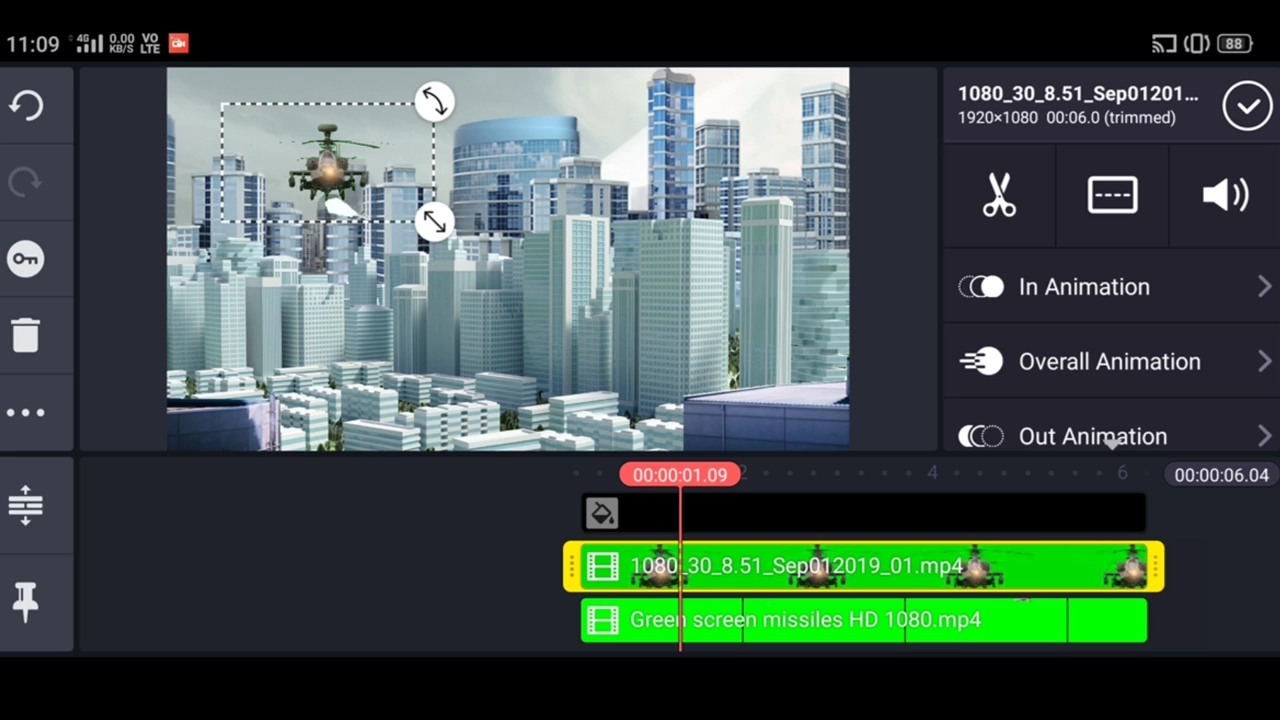 11:09 4G 0.00 KB/S VO LTE 88
1080_30_8.51_Sep01201...
1920×1080 00:06.0 (trimmed)
In Animation
Overall Animation
Out Animation
00:00:01.09 2 4 6 00:00:06.04
1080_30_8.51_Sep012019_01.mp4
Green screen missiles HD 1080.mp4